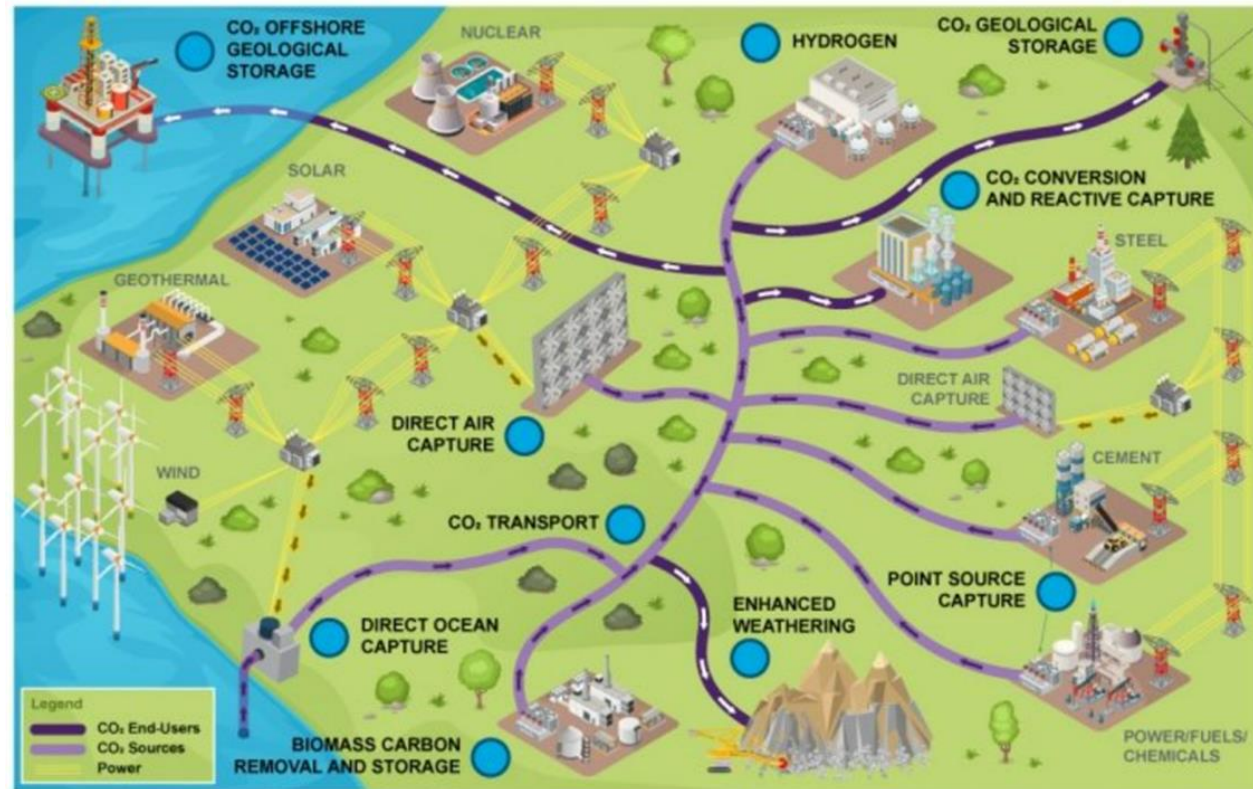 CO₂ OFFSHORE
GEOLOGICAL
STORAGE
NUCLEAR
HYDROGEN
CO₂ GEOLOGICAL
STORAGE
SOLAR
CO₂ CONVERSION
AND REACTIVE CAPTURE
STEEL
GEOTHERMAL
DIRECT AIR
CAPTURE
DIRECT AIR
CAPTURE
CEMENT
WIND
CO₂ TRANSPORT
POINT SOURCE
CAPTURE
ENHANCED
WEATHERING
DIRECT OCEAN
CAPTURE
Legend
CO₂ End-Users
CO₂ Sources
Power
BIOMASS CARBON
REMOVAL AND STORAGE
POWER/FUELS/
CHEMICALS